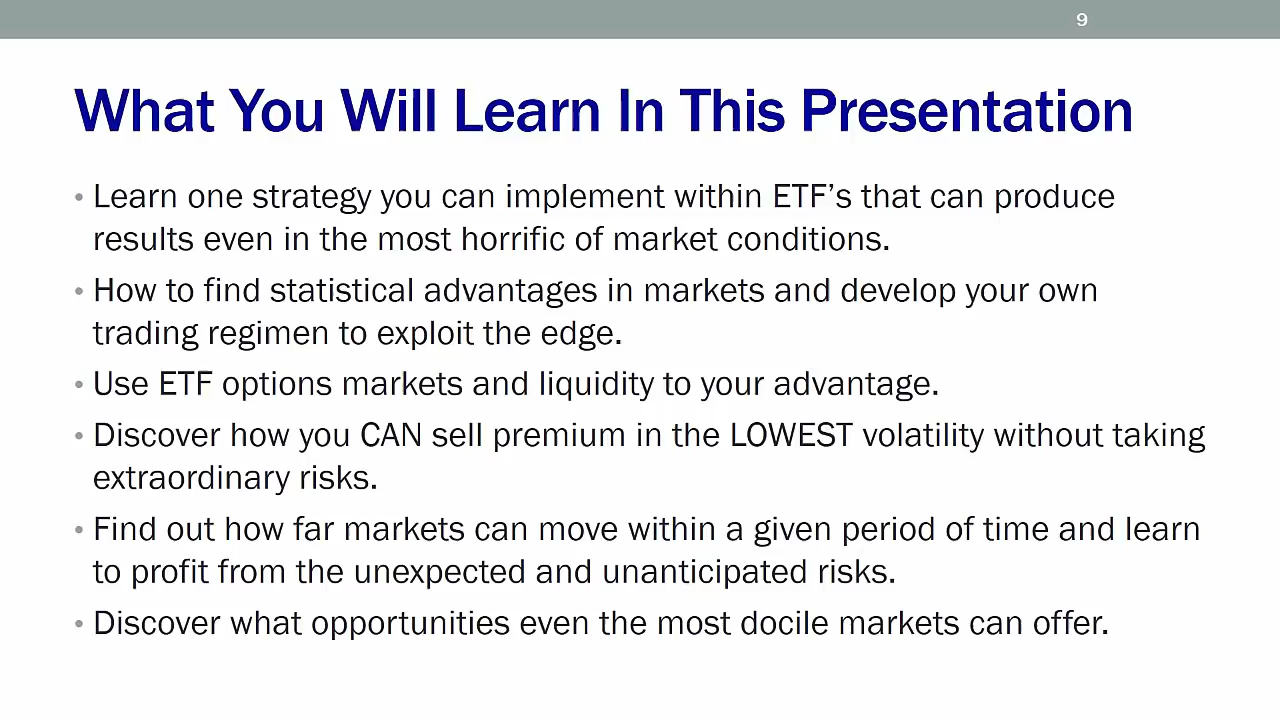 9
What You Will Learn In This Presentation
• Learn one strategy you can implement within ETF’s that can produce
results even in the most horrific of market conditions.
• How to find statistical advantages in markets and develop your own
trading regimen to exploit the edge.
• Use ETF options markets and liquidity to your advantage.
• Discover how you CAN sell premium in the LOWEST volatility without taking
extraordinary risks.
• Find out how far markets can move within a given period of time and learn
to profit from the unexpected and unanticipated risks.
• Discover what opportunities even the most docile markets can offer.